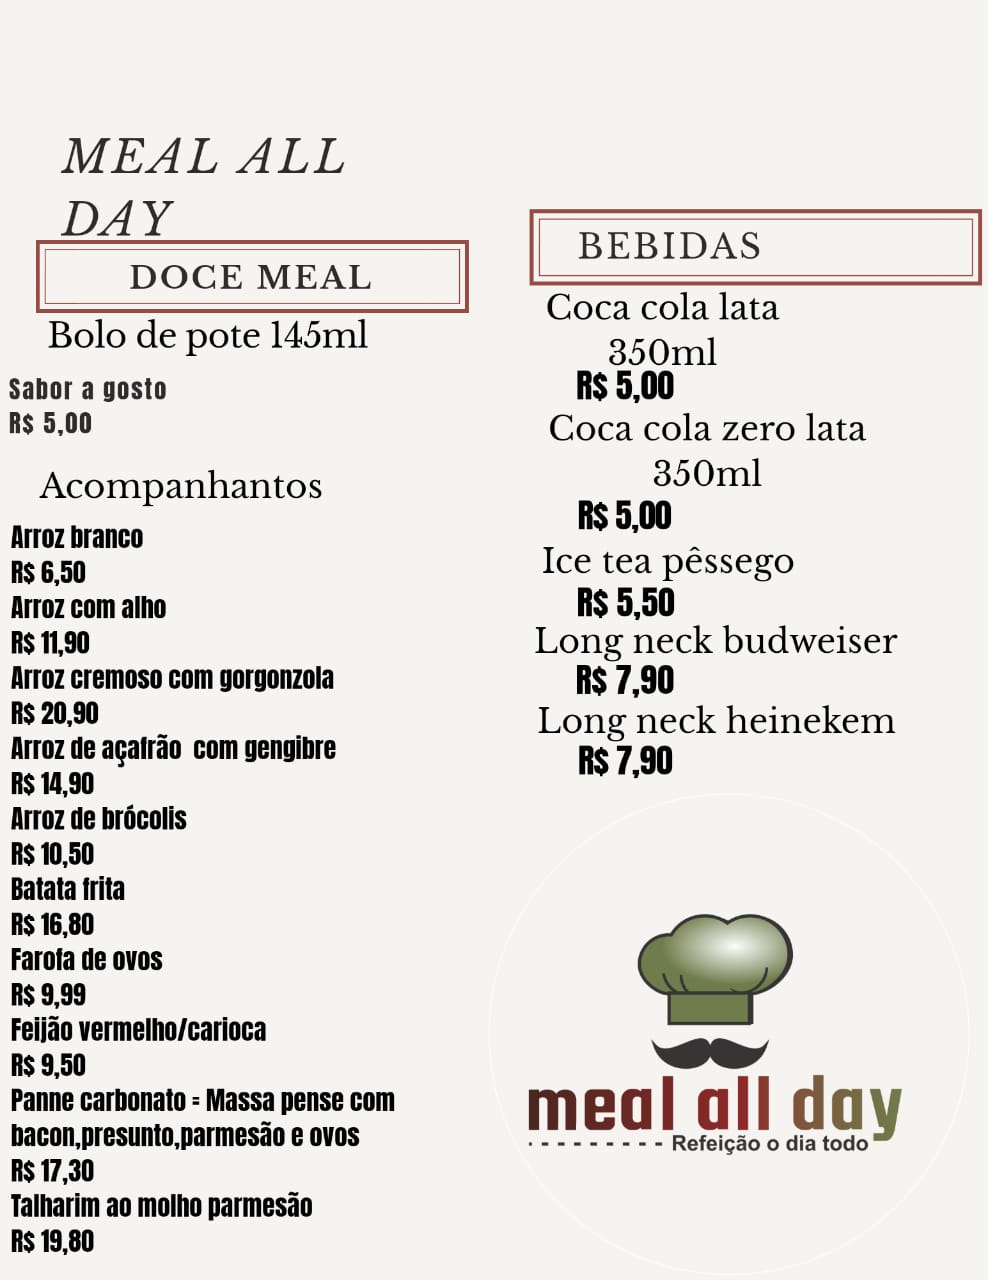 MEAL ALL
DAY
DOCE MEAL
Bolo de pote 145ml
Sabor a gosto
R$ 5,00
Acompanhantos
Arroz branco
R$ 6,50
Arroz com alho
R$ 11,90
Arroz cremoso com gorgonzola
R$ 20,90
Arroz de açafrão com gengibre
R$ 14,90
Arroz de brócolis
R$ 10,50
Batata frita
R$ 16,80
Farofa de ovos
R$ 9,99
Feijão vermelho/carioca
R$ 9,50
Panne carbonato = Massa pense com
bacon,presunto,parmesão e ovos
R$ 17,30
Talharim ao molho parmesão
R$ 19,80
BEBIDAS
Coca cola lata
350ml
R$ 5,00
Coca cola zero lata
350ml
R$ 5,00
Ice tea pêssego
R$ 5,50
Long neck budweiser
R$ 7,90
Long neck heinekem
R$ 7,90
meal all day
Refeição o dia todo